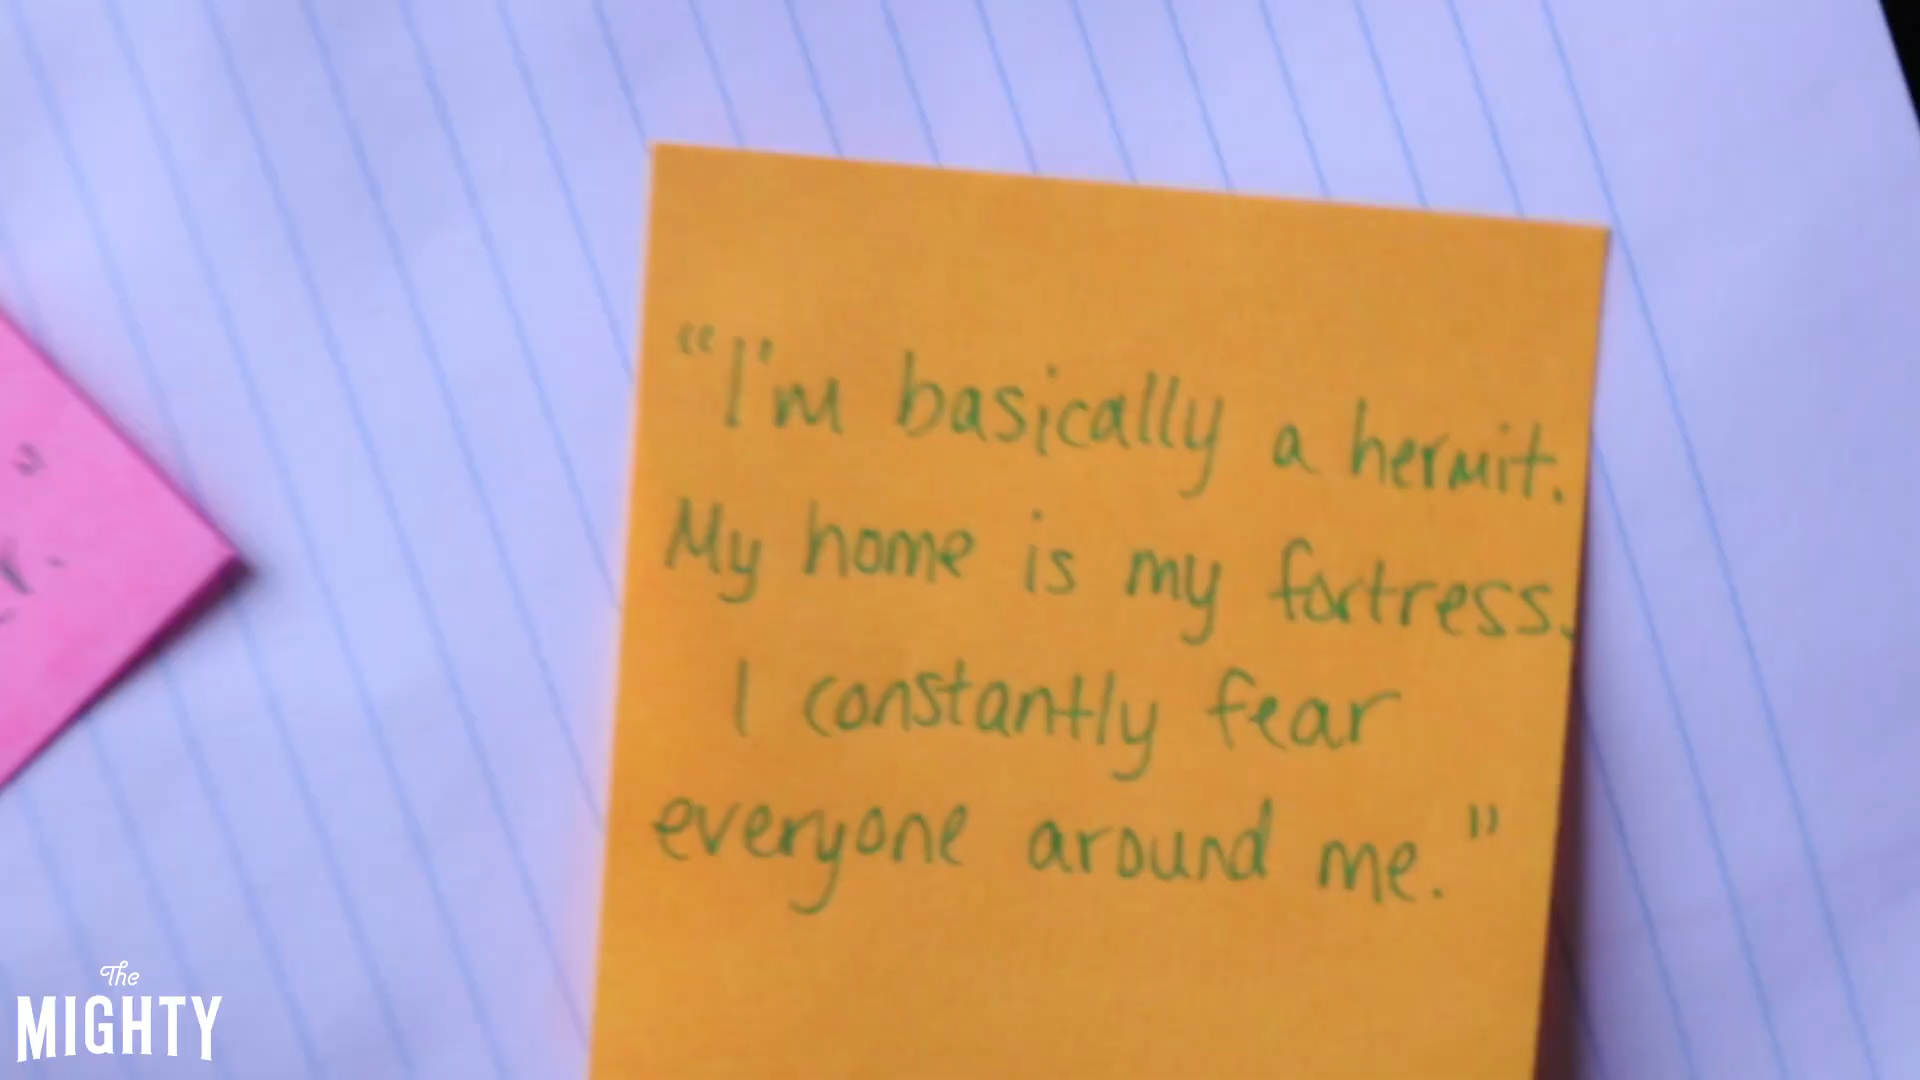 “I'm basically a hermit.
My home is my fortress.
I constantly fear
everyone around me.”
The
MIGHTY